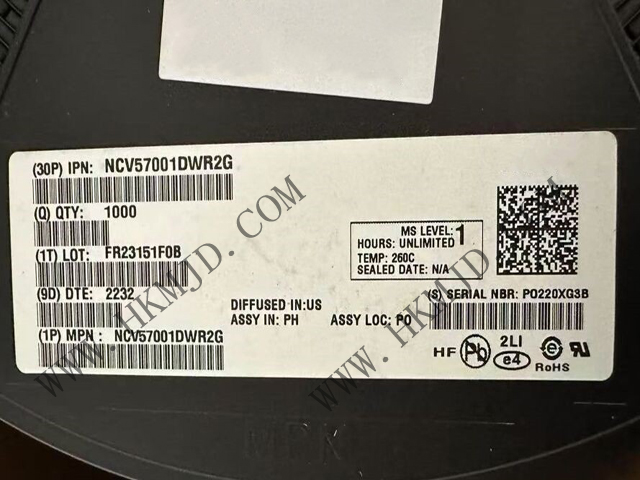 (30P) IPN: NCV57001DWR2G
(Q) QTY: 1000
(1T) LOT: FR23151F0B
(9D) DTE: 2232
(1P) MPN : NCV57001DWR2G
DIFFUSED IN:US
ASSY IN: PH
ASSY LOC: PO
MS LEVEL: 1
HOURS: UNLIMITED
TEMP: 260C
SEALED DATE: N/A
(S) SERIAL NBR: PO220XG3B
HF
Pb
2LI
e4
e
RoHS
WWW.HKMJD.COM
WWW.HKMJD.COM